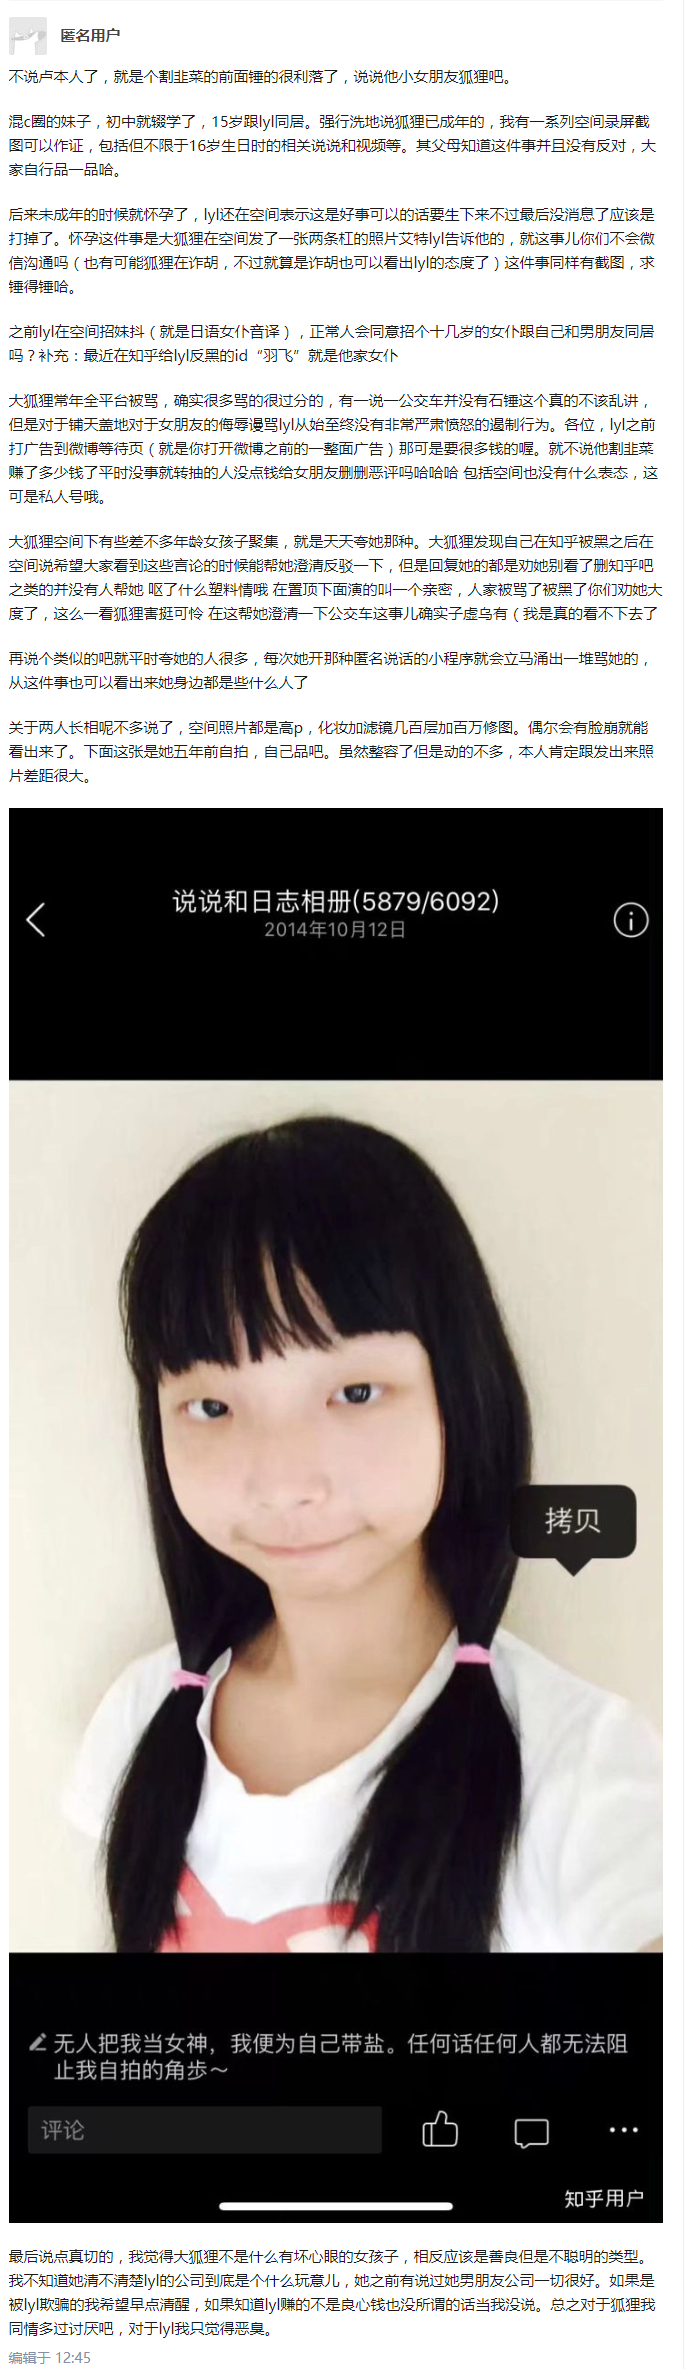 匿名用户
不说卢本人了，就是个割韭菜的前面锤的很利落了，说说他小女朋友狐狸吧。
混c圈的妹子，初中就辍学了，15岁跟lyl同居。强行洗地说狐狸已成年的，我有一系列空间录屏截
图可以作证，包括但不限于16岁生日时的相关说说和视频等。其父母知道这件事并且没有反对，大
家自行品一品哈。
后来未成年的时候就怀孕了，lyl还在空间表示这是好事可以的话要生下来不过最后没消息了应该是
打掉了。怀孕这件事是大狐狸在空间发了一张两条杠的照片艾特lyl告诉他的，就这事儿你们不会微
信沟通吗（也有可能狐狸在诈胡，不过就算是诈胡也可以看出lyl的态度了）这件事同样有截图，求
锤得锤哈。
之前lyl在空间招妹抖（就是日语女仆音译），正常人会同意招个十几岁的女仆跟自己和男朋友同居
吗？补充：最近在知乎给lyl反黑的id“羽飞”就是他家女仆
大狐狸常年全平台被骂，确实很多骂的很过分的，有一说一公交车并没有石锤这个真的不该乱讲，
但是对于铺天盖地对于女朋友的侮辱谩骂lyl从始至终没有非常严肃愤怒的遏制行为。各位，lyl之前
打广告到微博等待页（就是你打开微博之前的一整面广告）那可是要很多钱的喔。就不说他割韭菜
赚了多少钱了平时没事就转抽的人没点钱给女朋友删删恶评吗哈哈哈 包括空间也没有什么表态，这
可是私人号哦。
大狐狸空间下有些差不多年龄女孩子聚集，就是天天夸她那种。大狐狸发现自己在知乎被黑之后在
空间说希望大家看到这些言论的时候能帮她澄清反驳一下，但是回复她的都是劝她别看了删知乎吧
之类的并没有人帮她 呕了什么塑料情哦 在置顶下面演的叫一个亲密，人家被骂了被黑了你们劝她大
度了，这么一看狐狸害挺可怜 在这帮她澄清一下公交车这事儿确实子虚乌有（我是真的看不下去了
再说个类似的吧就平时夸她的人很多，每次她开那种匿名说话的小程序就会立马涌出一堆骂她的，
从这件事也可以看出来她身边都是些什么人了
关于两人长相呢不多说了，空间照片都是高p，化妆加滤镜几百层加百万修图。偶尔会有脸崩就能
看出来了。下面这张是她五年前自拍，自己品吧。虽然整容了但是动的不多，本人肯定跟发出来照
片差距很大。
说说和日志相册(5879/6092)
2014年10月12日
拷贝
无人把我当女神，我便为自己带盐。任何话任何人都无法阻
止我自拍的角步～
评论
知乎用户
最后说点真切的，我觉得大狐狸不是什么有坏心眼的女孩子，相反应该是善良但是不聪明的类型。
我不知道她清不清楚lyl的公司到底是个什么玩意儿，她之前有说过她男朋友公司一切很好。如果是
被lyl欺骗的我希望早点清醒，如果知道lyl赚的不是良心钱也没所谓的话当我没说。总之对于狐狸我
同情多过讨厌吧，对于lyl我只觉得恶臭。
编辑于 12:45